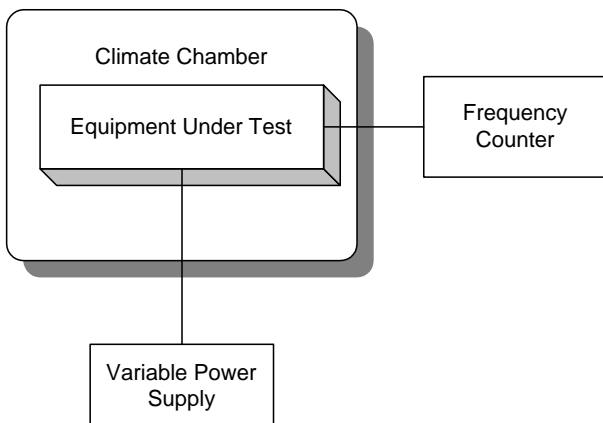 Climate Chamber
Equipment Under Test
Frequency
Counter
Variable Power
Supply